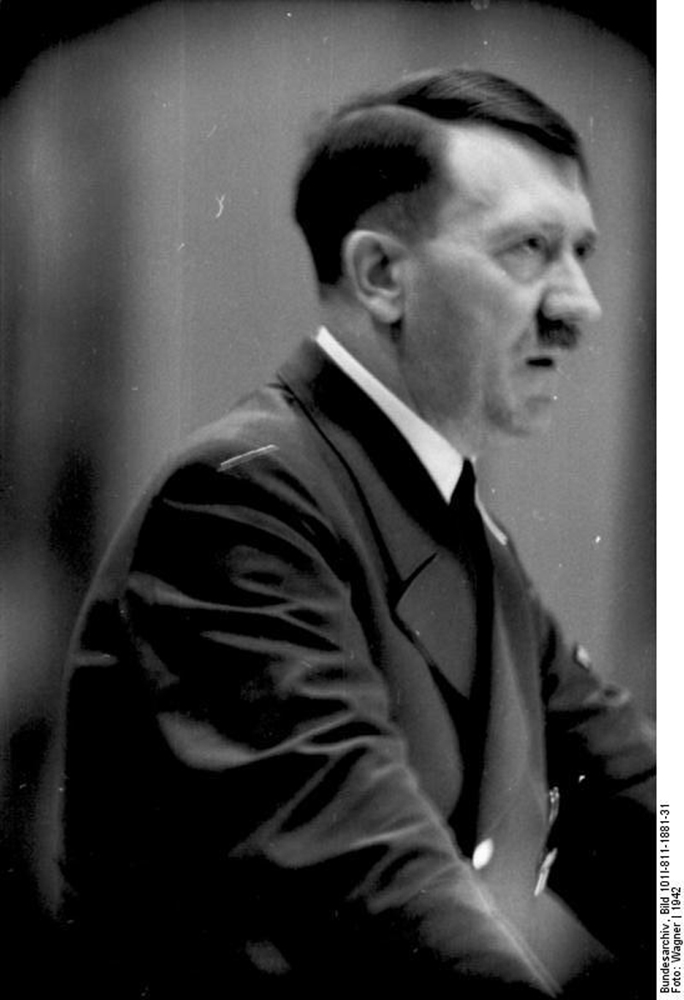 Bundesarchiv, Bild 101I-811-1881-31
Foto: Wagner | 1942